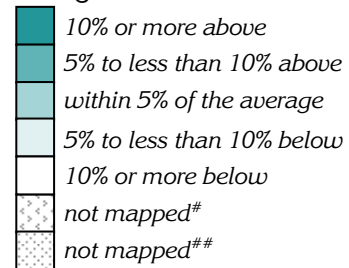 10% or more above
5% to less than 10% above
within 5% of the average
5% to less than 10% below
10% or more below
not mapped#
not mapped##